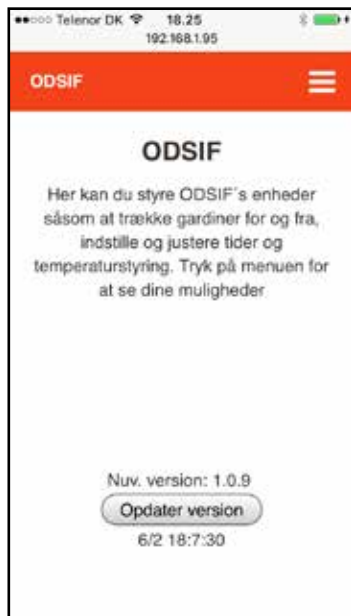 Telenor DK 18.25
192.168.1.95
ODSIF
ODSIF
Her kan du styre ODSIF´s enheder
såsom at trække gardiner for og fra,
indstille og justere tider og
temperaturstyring. Tryk på menuen for
at se dine muligheder
Nuv. version: 1.0.9
Opdater version
6/2 18:7:30